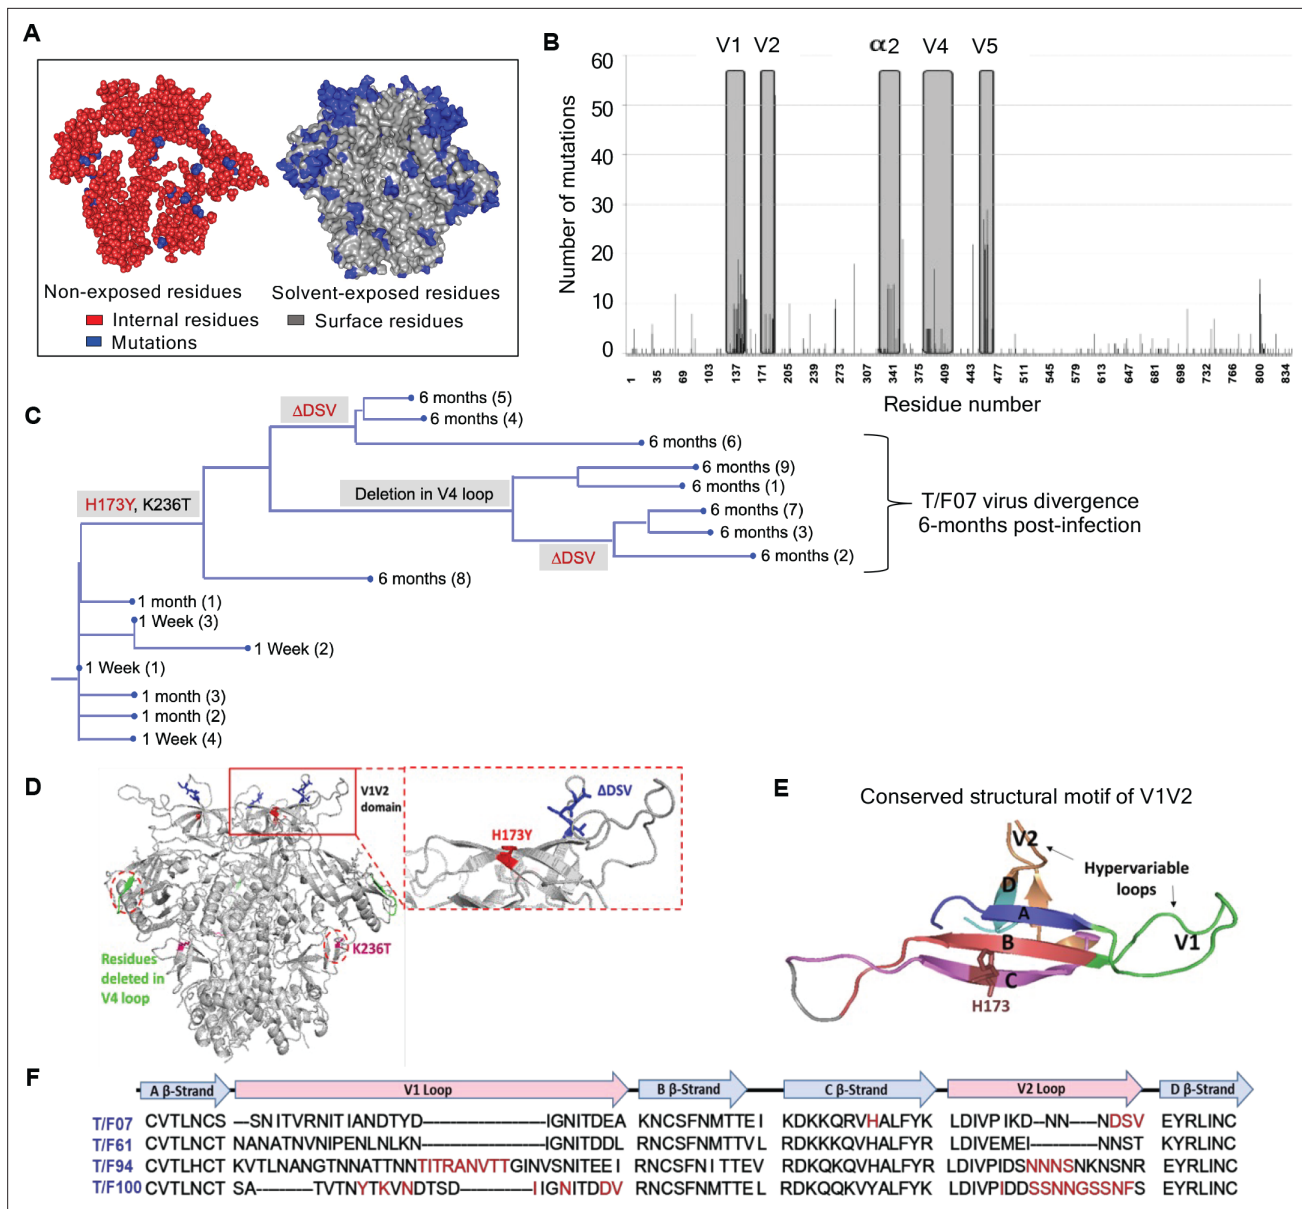 A
Non-exposed residues
Solvent-exposed residues
Internal residues
Surface residues
Mutations
B
V1 V2 α2 V4 V5
Number of mutations
60
50
40
30
20
10
0
1 35 69 103 137 171 205 239 273 307 341 375 409 443 477 511 545 579 613 647 681 698 732 766 800 834
Residue number
C
ΔDSV
6 months (5)
6 months (4)
6 months (6)
6 months (9)
Deletion in V4 loop
6 months (1)
H173Y, K236T
6 months (7)
T/F07 virus divergence
6-months post-infection
6 months (3)
ΔDSV
6 months (2)
6 months (8)
1 month (1)
1 Week (3)
1 Week (2)
1 Week (1)
1 month (3)
1 month (2)
1 Week (4)
D
V1V2
domain
ΔDSV
H173Y
K236T
Residues
deleted in
V4 loop
E
Conserved structural motif of V1V2
V2
Hypervariable
loops
D
A
B
V1
C
H173
F
A β-Strand V1 Loop B β-Strand C β-Strand V2 Loop D β-Strand
T/F07 CVTLNCS ---SNITVRNITIANDTYD----------------------IGNITDEA KNCSFNMTTEI KDKKQRVHALFYK LDIVPIKD--NN----NDSV EYRLINC
T/F61 CVTLNCT NANATNVNIPENLNLKN----------------------IGNITDDL RNCSFNMTTVL RDKKKQVHALFYR LDIVEMEI------------NNST KYRLINC
T/F94 CVTLHCT KVTLNANGTNNATTNNTITRANVTTGINVSNITEEI RNCSFNITTEV RDKQKQVHALFYR LDIVPIDSNNNSNKNSNR EYRLINC
T/F100 CVTLNCT SA----------TVTNYTKVNDTSD-------------IIGNITDDV RNCSFNMTTEL RDKQQKVYALFYR LDIVPIDDSSNNGSSNFS EYRLINC